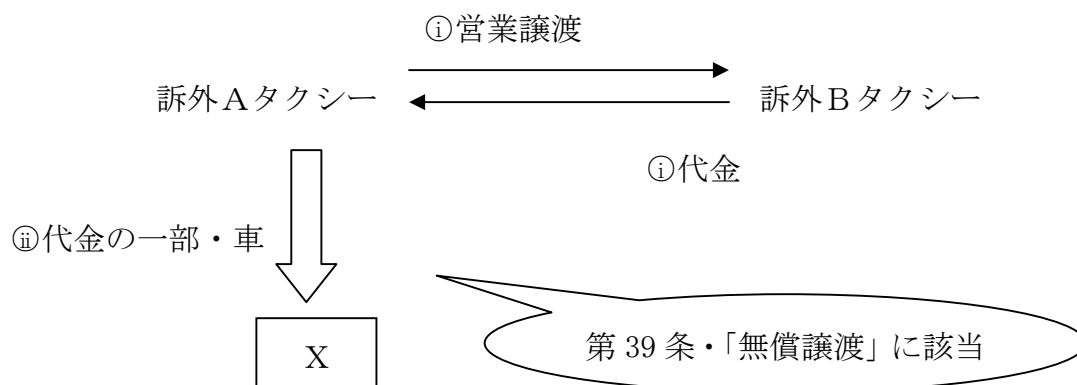 ⓘ営業譲渡
訴外Aタクシー
訴外Bタクシー
ⓘ代金
ⓘⓘ代金の一部・車
第 39 条・「無償譲渡」に該当
X